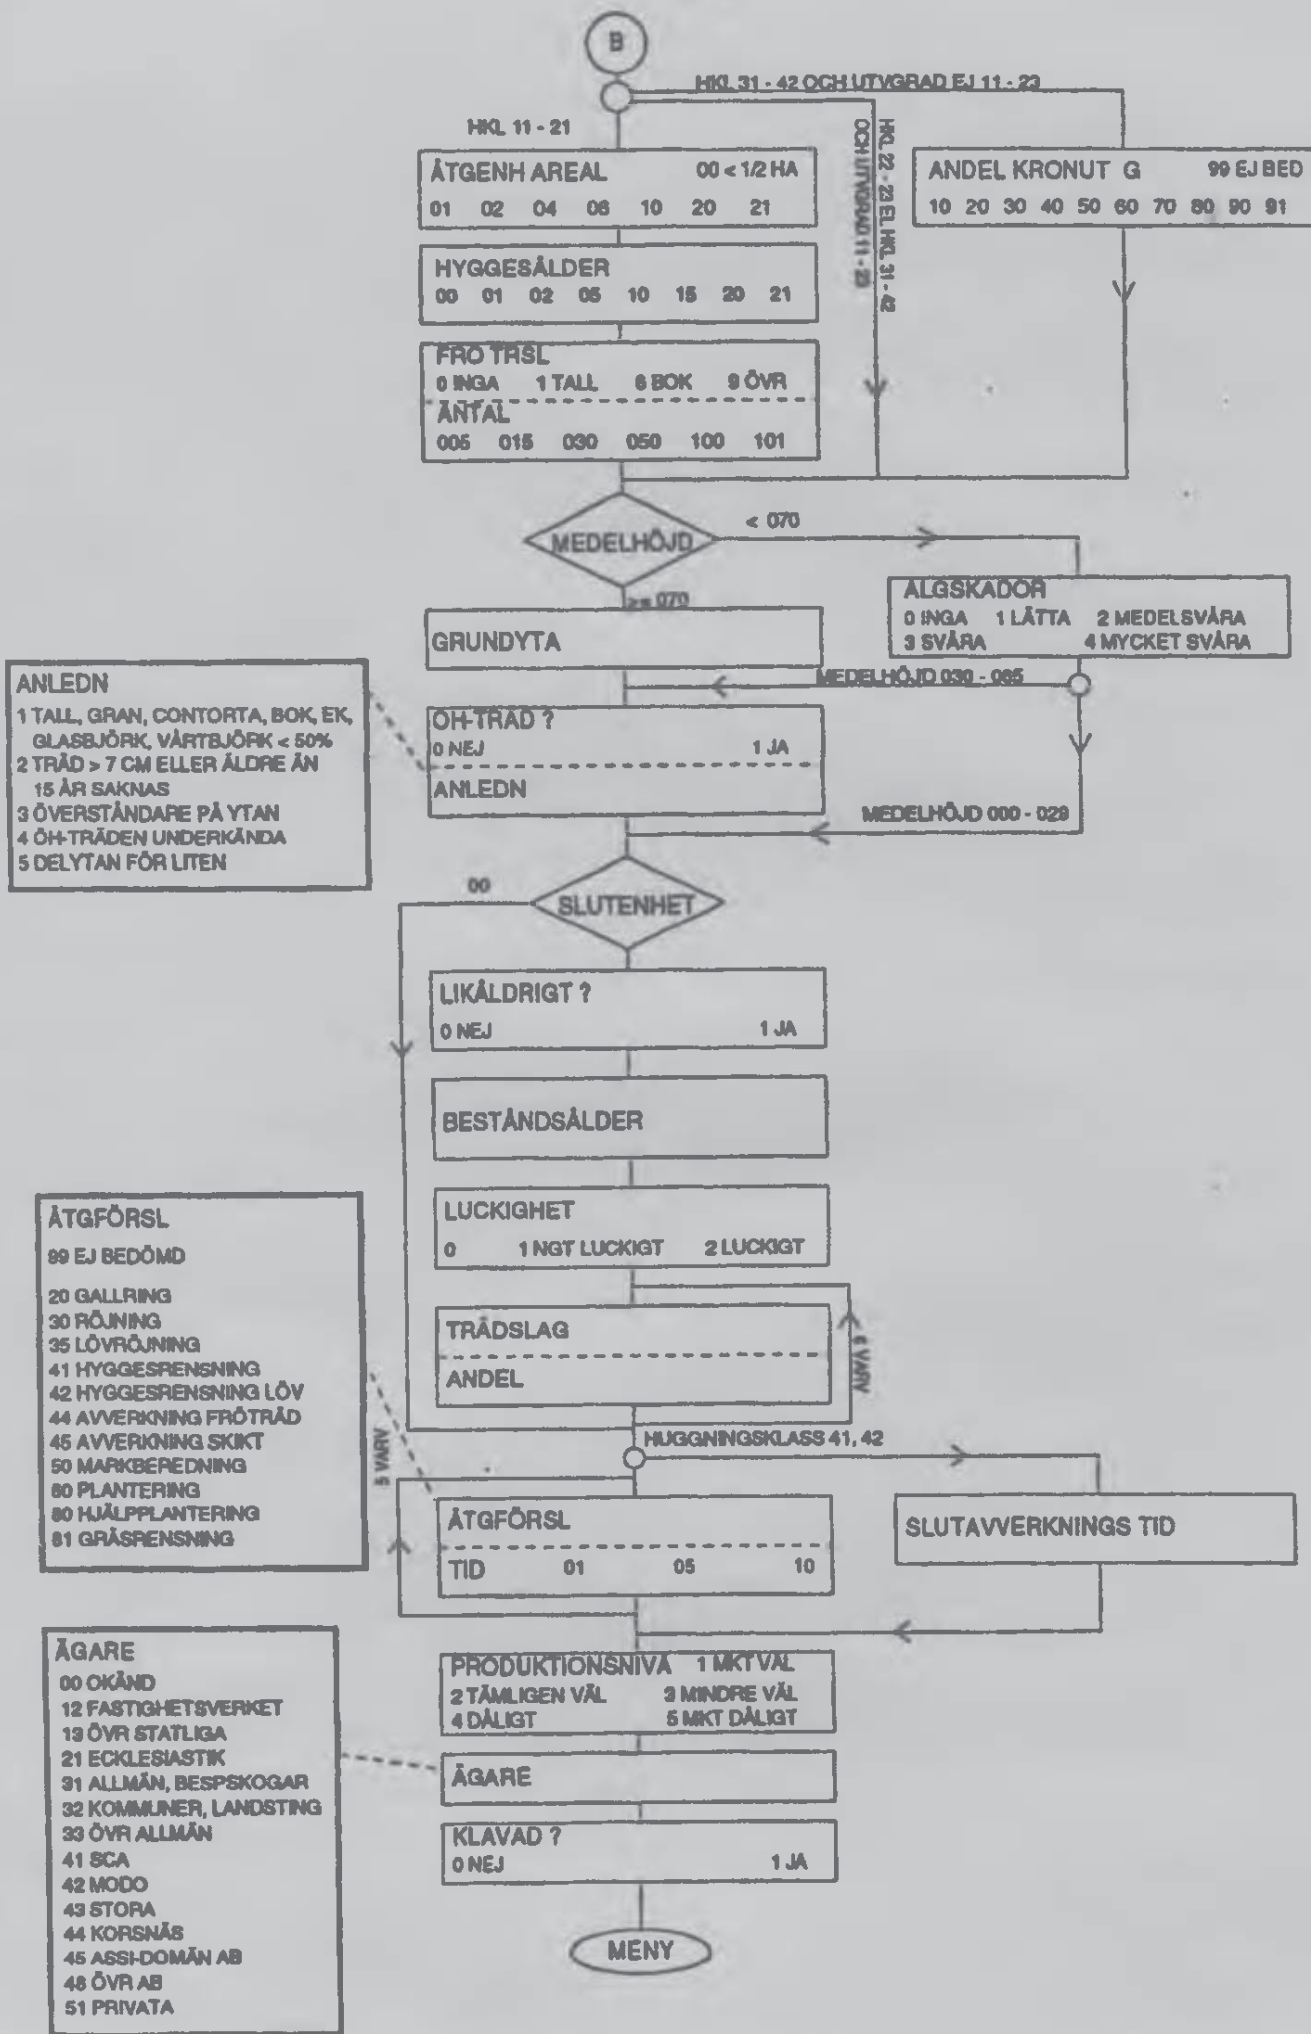 B
HKL 31 - 42 OCH UTVGRAD EJ 11 - 23
HKL 11 - 21
HKL 22 - 23 EL HKL 31 - 42
OCH UTVGRAD 11 - 23
ÅTGENH AREAL 00 < 1/2 HA
01 02 04 06 10 20 21
ANDEL KRONUT G 99 EJ BED
10 20 30 40 50 60 70 80 90 91
HYGGESÅLDER
00 01 02 05 10 15 20 21
FRÖ TRSL
0 INGA 1 TALL 6 BOK 9 ÖVR
ANTAL
005 015 030 050 100 101
MEDELHÖJD
< 070
>= 070
ÄLGSKADOR
0 INGA 1 LÄTTA 2 MEDELSVÅRA
3 SVÅRA 4 MYCKET SVÅRA
GRUNDYTA
MEDELHÖJD 030 - 065
ANLEDN
1 TALL, GRAN, CONTORTA, BOK, EK,
GLASBJÖRK, VÅRTBJÖRK < 50%
2 TRÄD > 7 CM ELLER ÄLDRE ÄN
15 ÅR SAKNAS
3 ÖVERSTÅNDARE PÅ YTAN
4 ÖH-TRÄDEN UNDERKÄNDA
5 DELYTAN FÖR LITEN
ÖH-TRÄD ?
0 NEJ 1 JA
ANLEDN
MEDELHÖJD 000 - 029
00
SLUTENHET
LIKÅLDRIGT ?
0 NEJ 1 JA
BESTÅNDSÅLDER
LUCKIGHET
0 1 NGT LUCKIGT 2 LUCKIGT
TRÄDSLAG
ANDEL
6 VARV
HUGGNINGSKLASS 41, 42
ÅTGFÖRSL
99 EJ BEDÖMD
20 GALLRING
30 RÖJNING
35 LÖVRÖJNING
41 HYGGESRENSNING
42 HYGGESRENSNING LÖV
44 AVVERKNING FRÖTRÄD
45 AVVERKNING SKIKT
50 MARKBEREDNING
60 PLANTERING
80 HJÄLPPLANTERING
81 GRÄSRENSNING
5 VARV
ÅTGFÖRSL
TID 01 05 10
SLUTAVVERKNINGS TID
PRODUKTIONSNIVÅ 1 MKT VÄL
2 TÄMLIGEN VÄL 3 MINDRE VÄL
4 DÅLIGT 5 MKT DÅLIGT
ÄGARE
00 OKÄND
12 FASTIGHETSVERKET
13 ÖVR STATLIGA
21 ECKLESIASTIK
31 ALLMÄN, BESPSKOGAR
32 KOMMUNER, LANDSTING
33 ÖVR ALLMÄN
41 SCA
42 MODO
43 STORA
44 KORSNÄS
45 ASSI-DOMÄN AB
48 ÖVR AB
51 PRIVATA
ÄGARE
KLAVAD ?
0 NEJ 1 JA
MENY